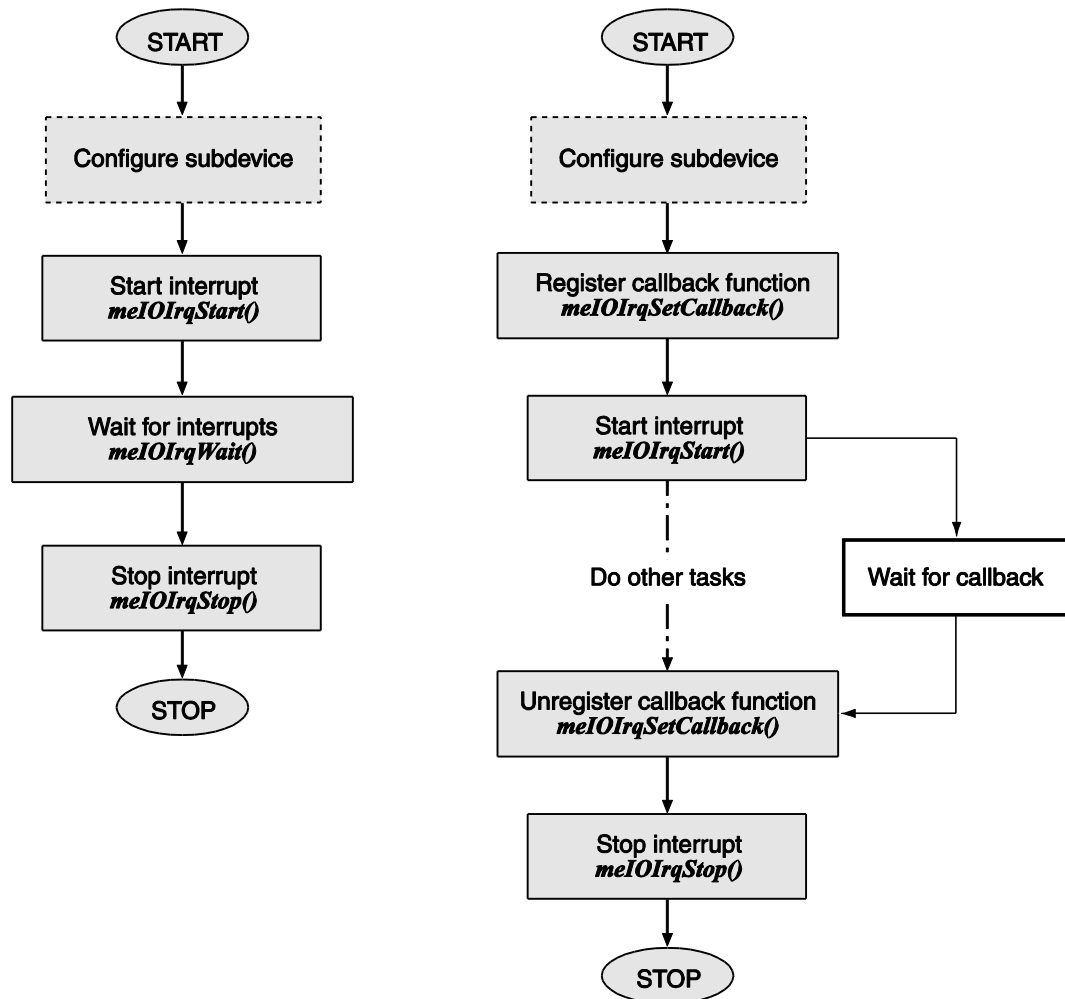 START
Configure subdevice
Start interrupt
meIOIrqStart()
Wait for interrupts
meIOIrqWait()
Stop interrupt
meIOIrqStop()
STOP
START
Configure subdevice
Register callback function
meIOIrqSetCallback()
Start interrupt
meIOIrqStart()
Do other tasks
Wait for callback
Unregister callback function
meIOIrqSetCallback()
Stop interrupt
meIOIrqStop()
STOP